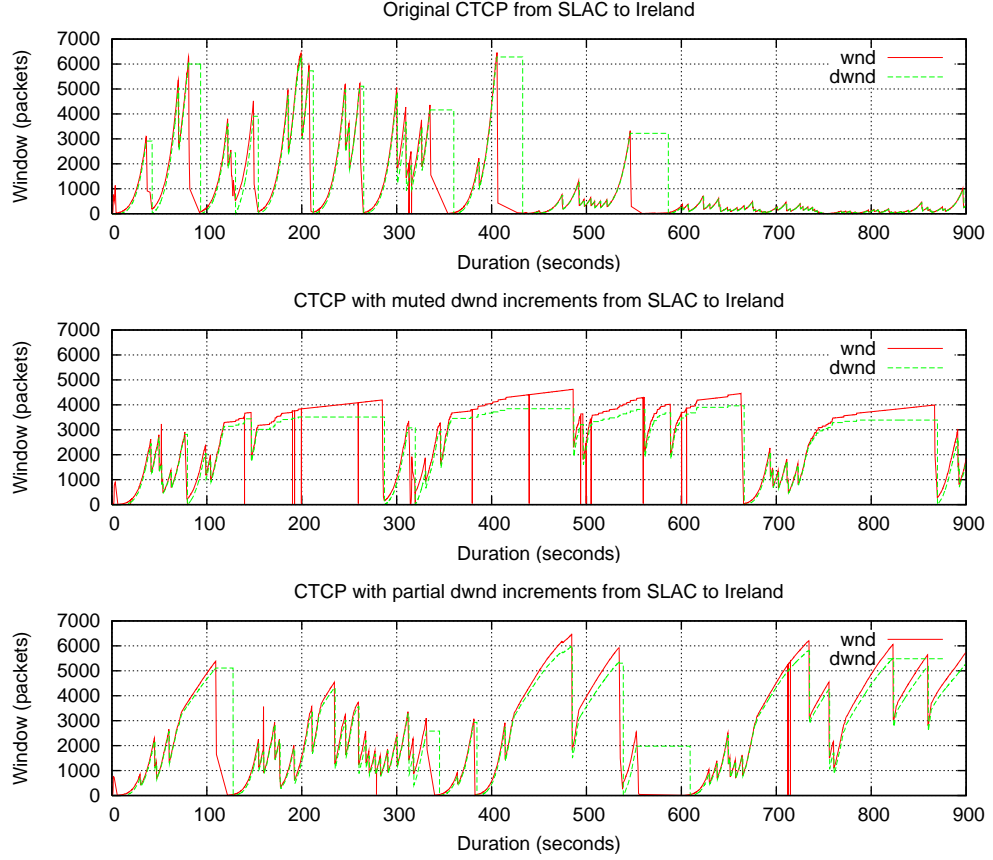 Original CTCP from SLAC to Ireland
Window (packets)
7000
6000
5000
4000
3000
2000
1000
0
wnd
dwnd
0 100 200 300 400 500 600 700 800 900
Duration (seconds)
CTCP with muted dwnd increments from SLAC to Ireland
Window (packets)
7000
6000
5000
4000
3000
2000
1000
0
wnd
dwnd
0 100 200 300 400 500 600 700 800 900
Duration (seconds)
CTCP with partial dwnd increments from SLAC to Ireland
Window (packets)
7000
6000
5000
4000
3000
2000
1000
0
wnd
dwnd
0 100 200 300 400 500 600 700 800 900
Duration (seconds)